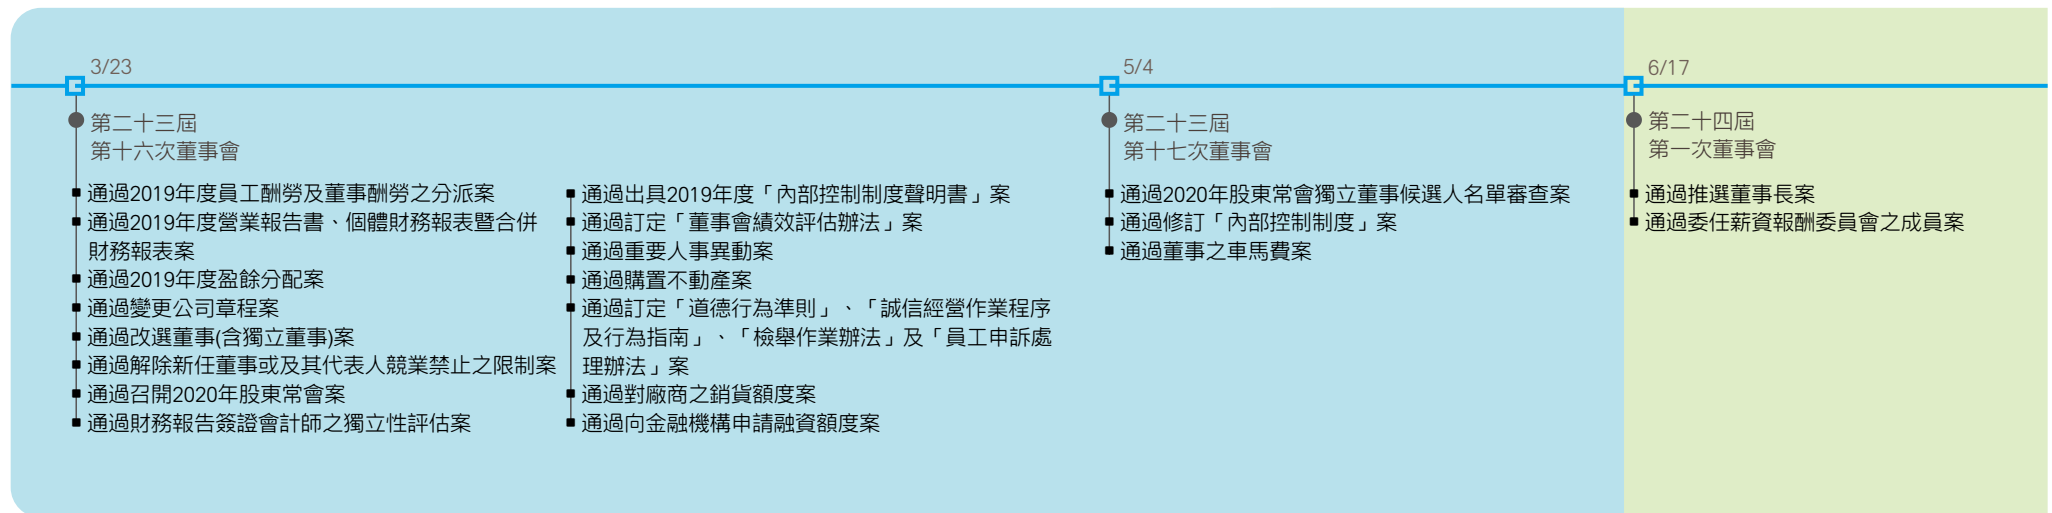 3/23
第二十三屆
第十六次董事會
通過2019年度員工酬勞及董事酬勞之分派案
通過2019年度營業報告書、個體財務報表暨合併
財務報表案
通過2019年度盈餘分配案
通過變更公司章程案
通過改選董事(含獨立董事)案
通過解除新任董事或及其代表人競業禁止之限制案
通過召開2020年股東常會案
通過財務報告簽證會計師之獨立性評估案
通過出具2019年度「內部控制制度聲明書」案
通過訂定「董事會績效評估辦法」案
通過重要人事異動案
通過購置不動產案
通過訂定「道德行為準則」、「誠信經營作業程序
及行為指南」、「檢舉作業辦法」及「員工申訴處
理辦法」案
通過對廠商之銷貨額度案
通過向金融機構申請融資額度案
5/4
第二十三屆
第十七次董事會
通過2020年股東常會獨立董事候選人名單審查案
通過修訂「內部控制制度」案
通過董事之車馬費案
6/17
第二十四屆
第一次董事會
通過推選董事長案
通過委任薪資報酬委員會之成員案